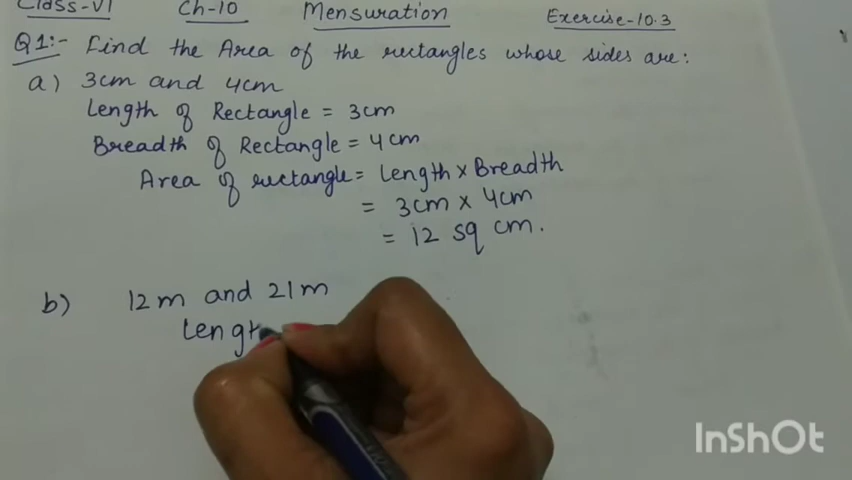 Class-VI Ch-10 Mensuration Exercise-10.3
Q1:- Find the Area of the rectangles whose sides are:
a) 3cm and 4cm
Length of Rectangle = 3cm
Breadth of Rectangle = 4cm
Area of rectangle = Length × Breadth
= 3cm × 4cm
= 12 sq cm.
b) 12m and 21m
Lengt
InShOt